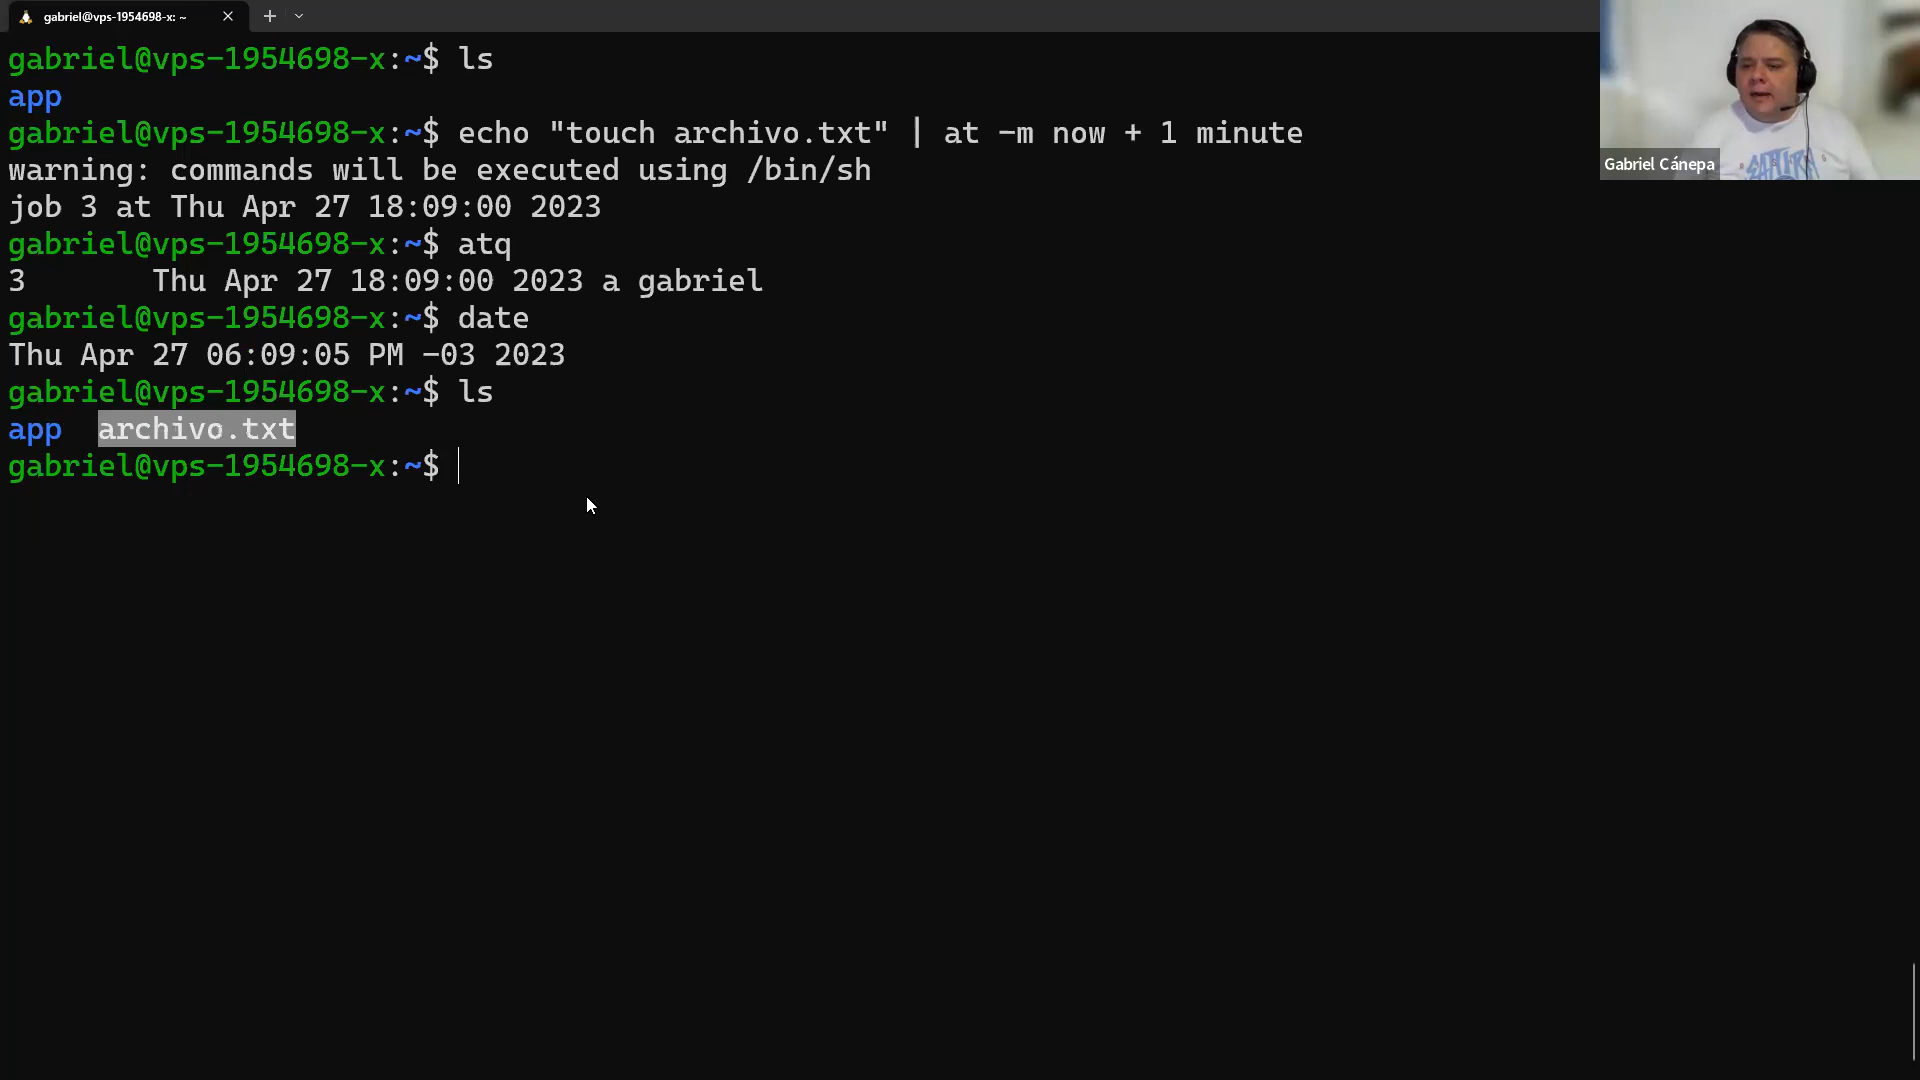 gabriel@vps-1954698-x: ~
gabriel@vps-1954698-x:~$ ls
app
gabriel@vps-1954698-x:~$ echo "touch archivo.txt" | at -m now + 1 minute
warning: commands will be executed using /bin/sh
job 3 at Thu Apr 27 18:09:00 2023
gabriel@vps-1954698-x:~$ atq
3       Thu Apr 27 18:09:00 2023 a gabriel
gabriel@vps-1954698-x:~$ date
Thu Apr 27 06:09:05 PM -03 2023
gabriel@vps-1954698-x:~$ ls
app  archivo.txt
gabriel@vps-1954698-x:~$
Gabriel Cánepa